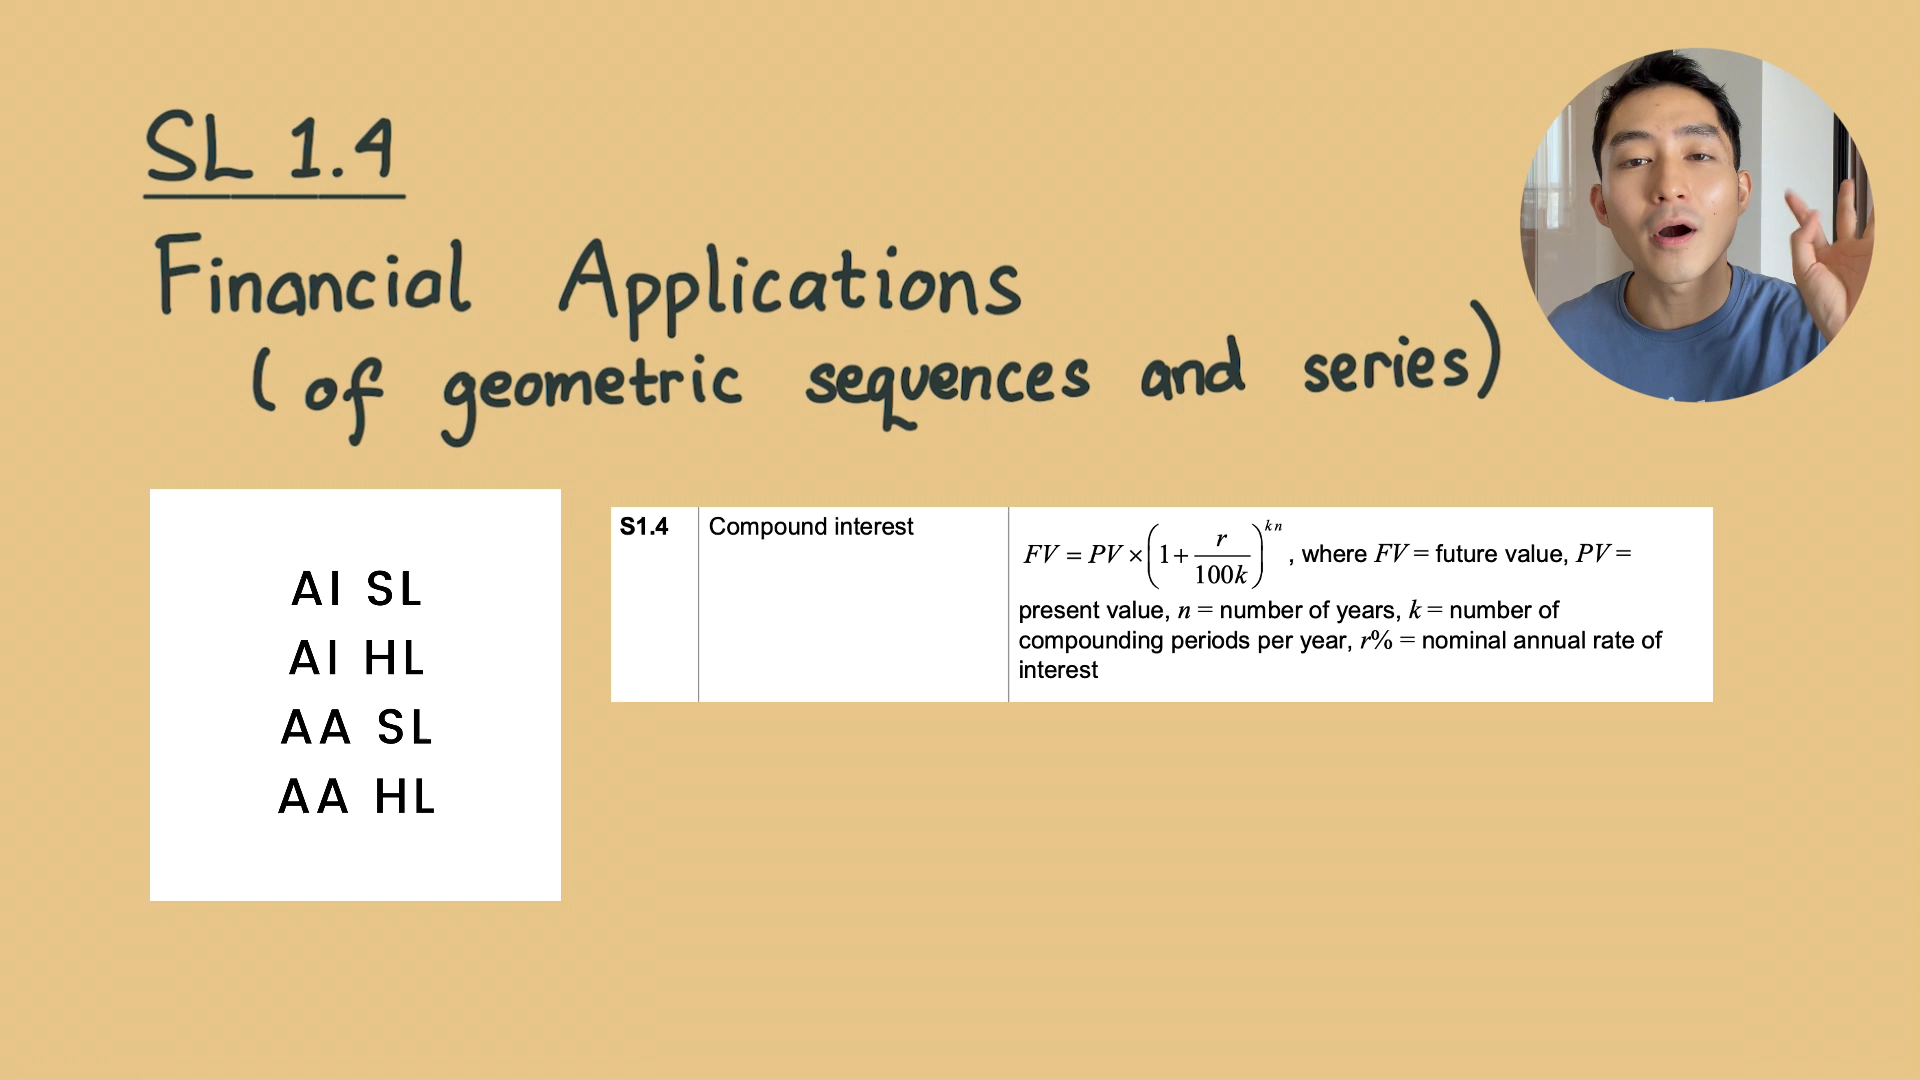 SL 1.4
Financial Applications
(of geometric sequences and series)
AI SL
AI HL
AA SL
AA HL
S1.4 Compound interest FV = PV × (1 + r/100k)^kn, where FV = future value, PV =
present value, n = number of years, k = number of
compounding periods per year, r% = nominal annual rate of
interest